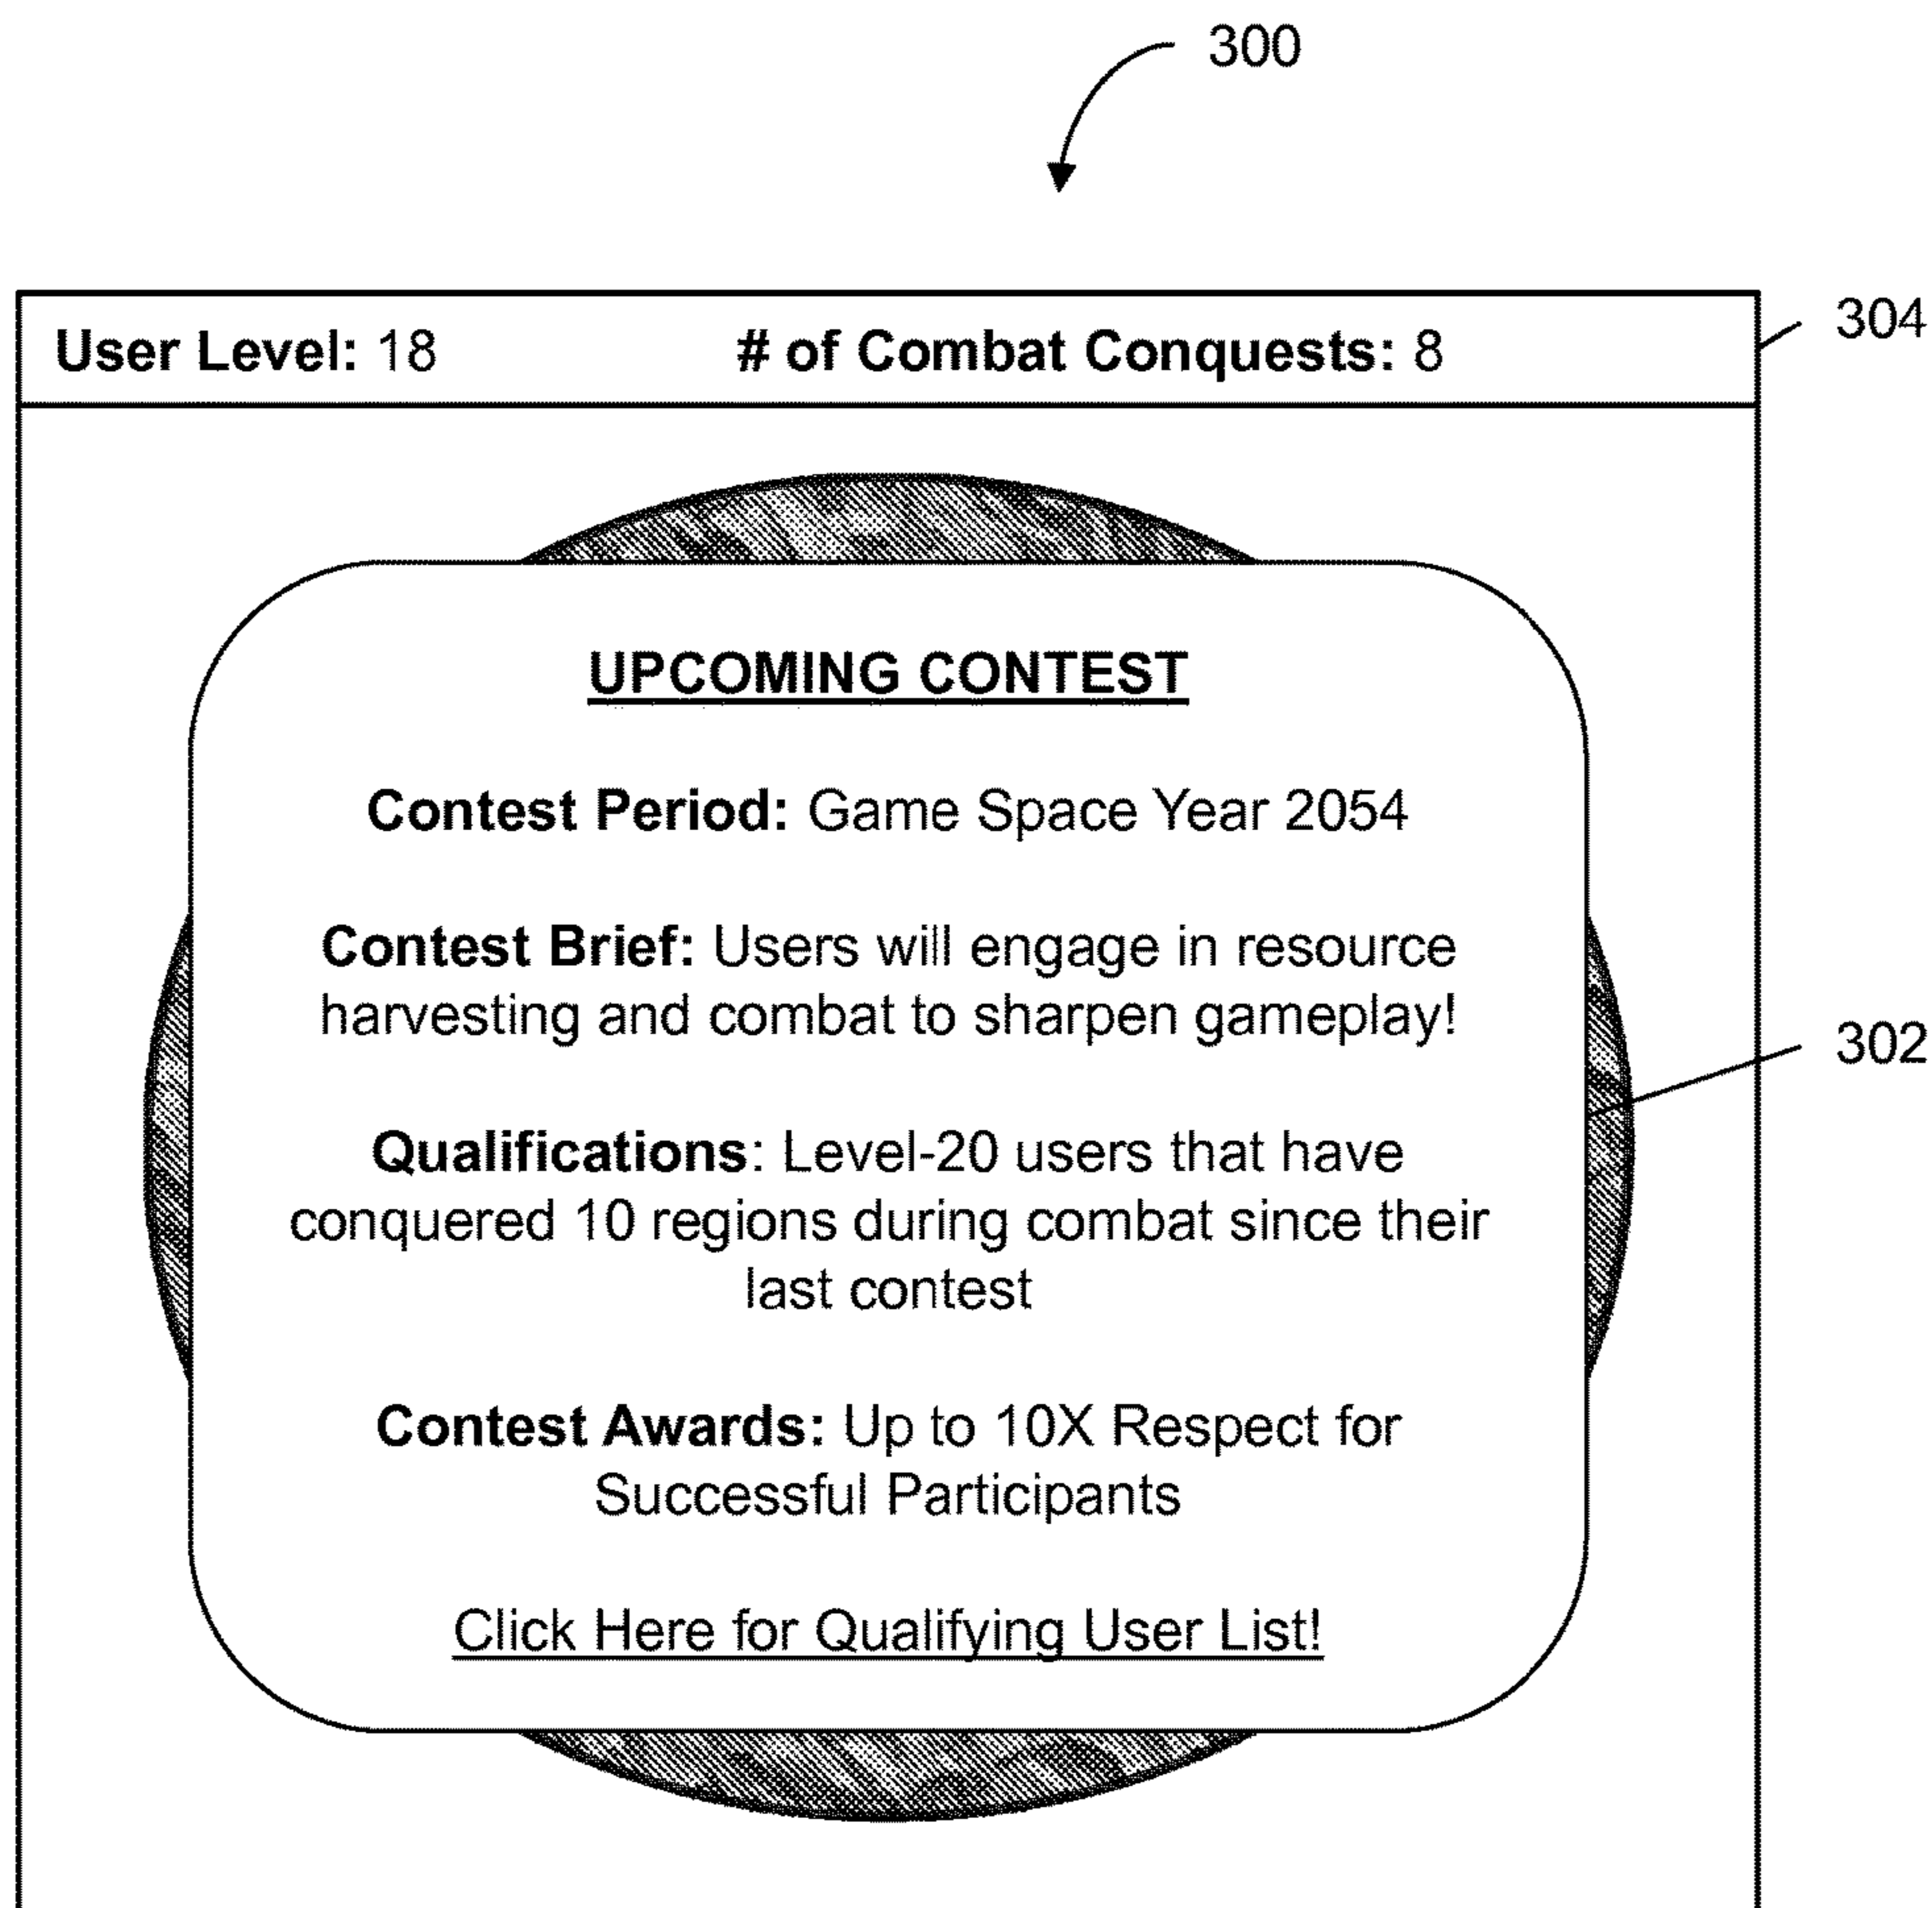 300
User Level: 18 # of Combat Conquests: 8
304
UPCOMING CONTEST
Contest Period: Game Space Year 2054
Contest Brief: Users will engage in resource
harvesting and combat to sharpen gameplay!
302
Qualifications: Level-20 users that have
conquered 10 regions during combat since their
last contest
Contest Awards: Up to 10X Respect for
Successful Participants
Click Here for Qualifying User List!